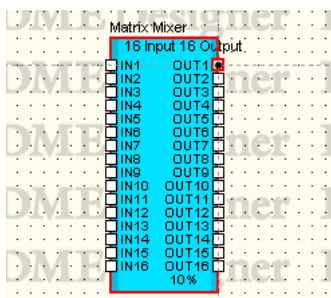 DME Designer
Matrix Mixer
16 Input 16 Output
IN1 OUT1
IN2 OUT2
IN3 OUT3
IN4 OUT4
IN5 OUT5
IN6 OUT6
IN7 OUT7
IN8 OUT8
IN9 OUT9
IN10 OUT10
IN11 OUT11
IN12 OUT12
IN13 OUT13
IN14 OUT14
IN15 OUT15
IN16 OUT16
10%